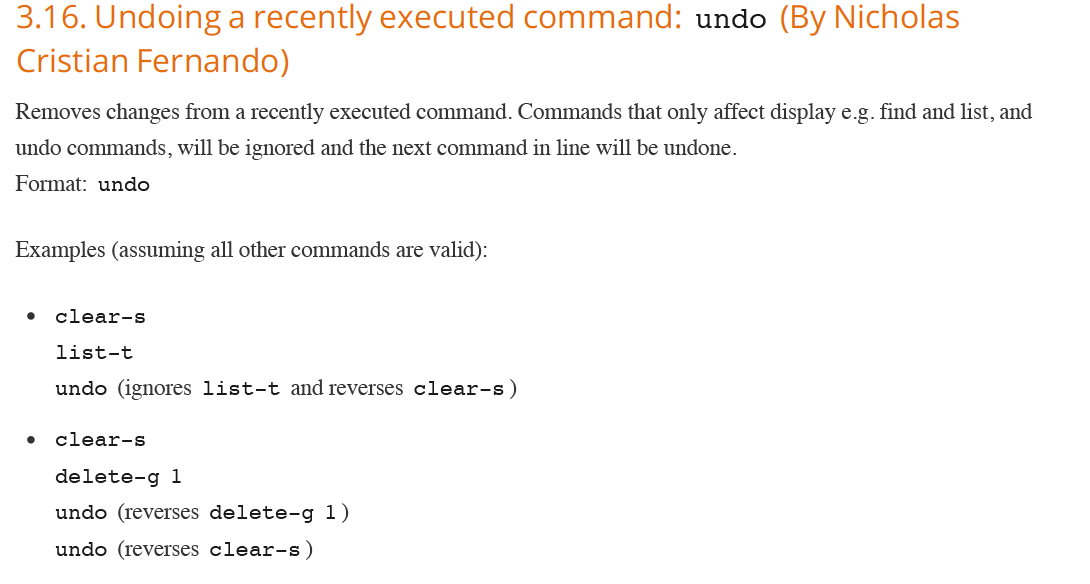 3.16. Undoing a recently executed command: undo (By Nicholas
Cristian Fernando)
Removes changes from a recently executed command. Commands that only affect display e.g. find and list, and
undo commands, will be ignored and the next command in line will be undone.
Format: undo
Examples (assuming all other commands are valid):
• clear-s
list-t
undo (ignores list-t and reverses clear-s)
• clear-s
delete-g 1
undo (reverses delete-g 1)
undo (reverses clear-s)